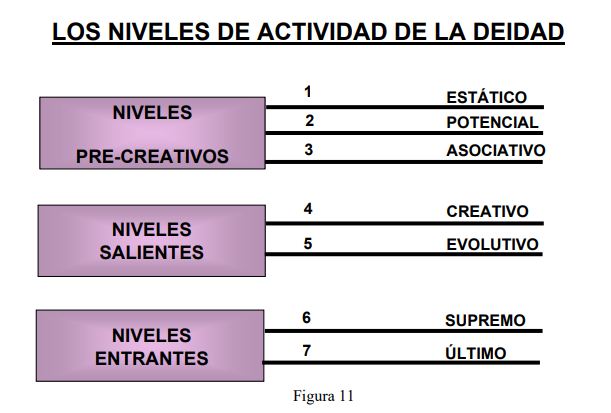 LOS NIVELES DE ACTIVIDAD DE LA DEIDAD
NIVELES
PRE-CREATIVOS
1 ESTÁTICO
2 POTENCIAL
3 ASOCIATIVO
NIVELES
SALIENTES
4 CREATIVO
5 EVOLUTIVO
NIVELES
ENTRANTES
6 SUPREMO
7 ÚLTIMO
Figura 11